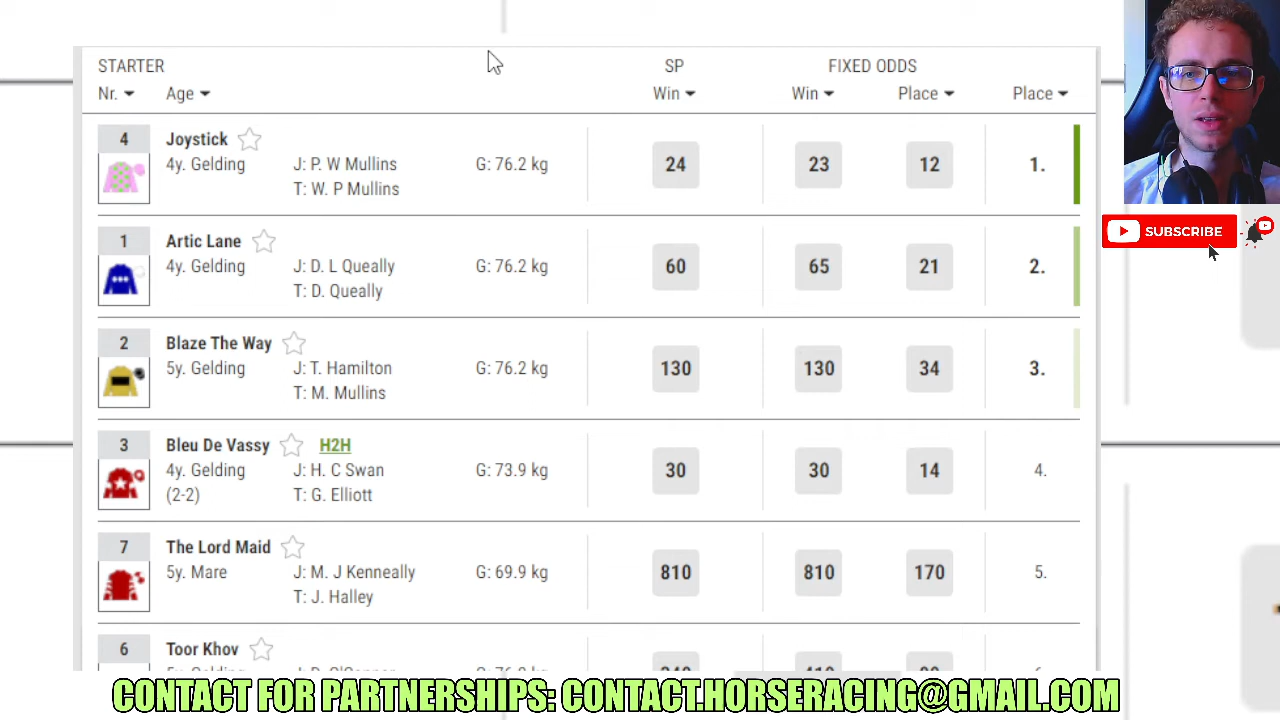 STARTER SP FIXED ODDS
Nr. Age Win Win Place Place
4 Joystick
4y. Gelding J: P. W Mullins G: 76.2 kg 24 23 12 1.
T: W. P Mullins
1 Artic Lane
4y. Gelding J: D. L Queally G: 76.2 kg 60 65 21 2.
T: D. Queally
2 Blaze The Way
5y. Gelding J: T. Hamilton G: 76.2 kg 130 130 34 3.
T: M. Mullins
3 Bleu De Vassy H2H
4y. Gelding J: H. C Swan G: 73.9 kg 30 30 14 4.
(2-2) T: G. Elliott
7 The Lord Maid
5y. Mare J: M. J Kenneally G: 69.9 kg 810 810 170 5.
T: J. Halley
6 Toor Khov
SUBSCRIBE
CONTACT FOR PARTNERSHIPS: CONTACT.HORSERACING@GMAIL.COM